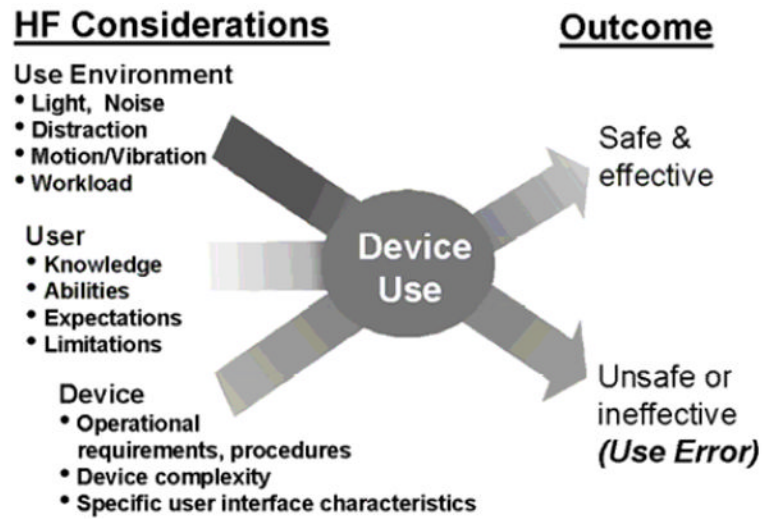 HF Considerations
Use Environment
• Light, Noise
• Distraction
• Motion/Vibration
• Workload
User
• Knowledge
• Abilities
• Expectations
• Limitations
Device
• Operational
requirements, procedures
• Device complexity
• Specific user interface characteristics
Device
Use
Outcome
Safe &
effective
Unsafe or
ineffective
(Use Error)